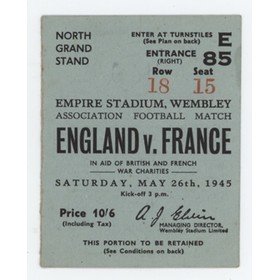 NORTH
GRAND
STAND
ENTER AT TURNSTILES
(See Plan on back)
E
ENTRANCE
(RIGHT)
85
Row
Seat
18
15
EMPIRE STADIUM, WEMBLEY
ASSOCIATION FOOTBALL MATCH
ENGLAND v. FRANCE
IN AID OF BRITISH AND FRENCH
WAR CHARITIES
SATURDAY, MAY 26th, 1945
Kick-off 3 p.m.
Price 10/6
(Including Tax)
A. J. Elvin
MANAGING DIRECTOR,
Wembley Stadium Limited
THIS PORTION TO BE RETAINED
(See Conditions on back)